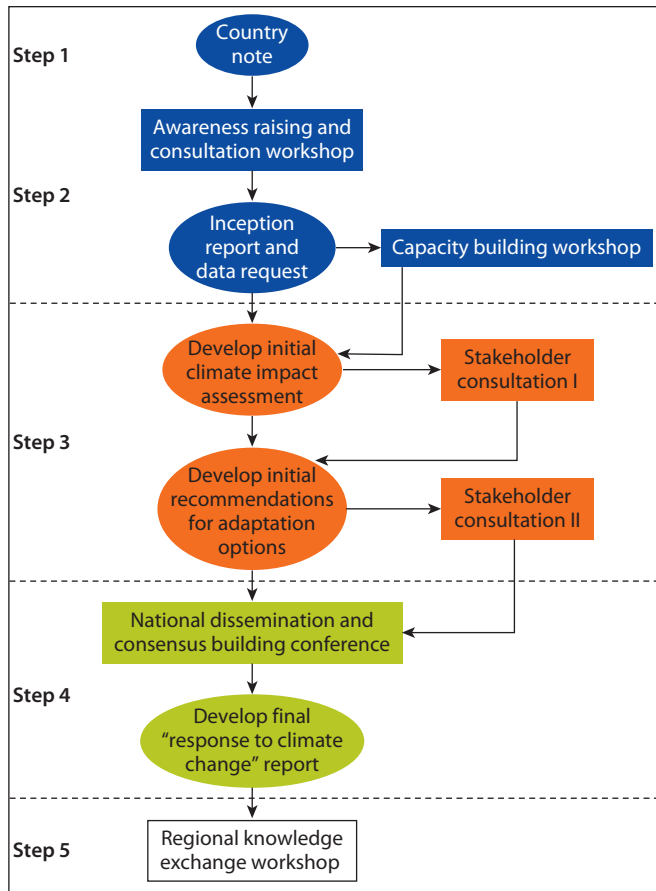 Step 1
Country
note
Awareness raising and
consultation workshop
Step 2
Inception
report and
data request
Capacity building workshop
Develop initial
climate impact
assessment
Stakeholder
consultation I
Step 3
Develop initial
recommendations
for adaptation
options
Stakeholder
consultation II
National dissemination and
consensus building conference
Step 4
Develop final
“response to climate
change” report
Step 5
Regional knowledge
exchange workshop